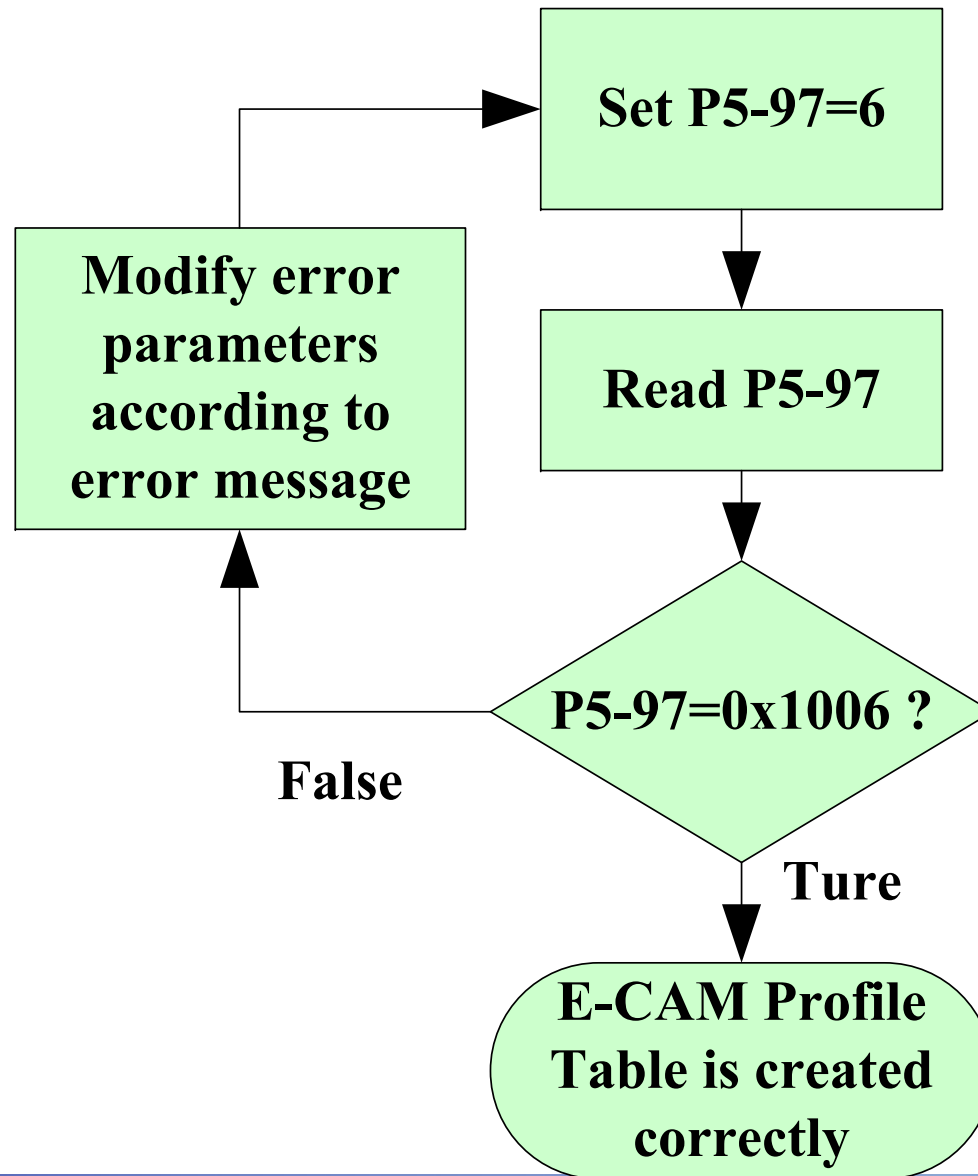 Set P5-97=6
Modify error
parameters
according to
error message
Read P5-97
P5-97=0x1006 ?
False
Ture
E-CAM Profile
Table is created
correctly